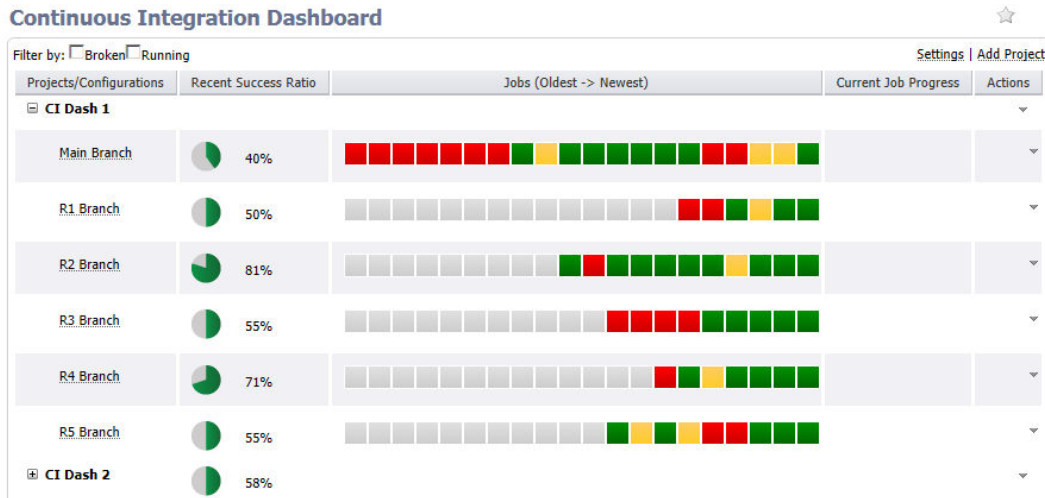 Continuous Integration Dashboard
Filter by: Broken Running Settings | Add Project
Projects/Configurations Recent Success Ratio Jobs (Oldest -> Newest) Current Job Progress Actions
CI Dash 1
Main Branch 40%
R1 Branch 50%
R2 Branch 81%
R3 Branch 55%
R4 Branch 71%
R5 Branch 55%
CI Dash 2 58%